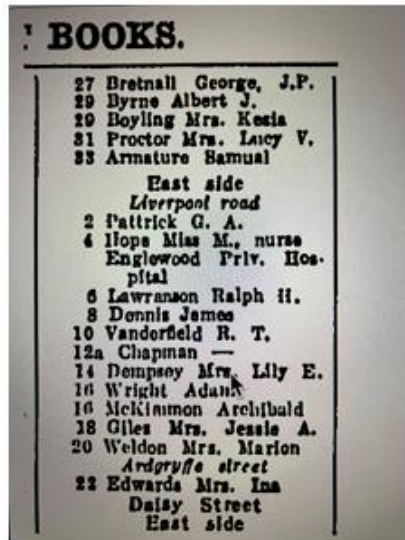 : BOOKS.
27 Bretnall George, J.P.
29 Byrne Albert J.
29 Boyling Mrs. Kesia
31 Proctor Mrs. Lucy V.
33 Armature Samual
East side
Liverpool road
2 Pattrick G. A.
4 Hope Miss M., nurse
Englewood Priv. Hos-
pital
6 Lawranson Ralph H.
8 Dennis James
10 Vanderfield R. T.
12a Chapman —
14 Dempsey Mrs. Lily E.
16 Wright Adam
16 McKimmon Archibald
18 Giles Mrs. Jessie A.
20 Weldon Mrs. Marion
Ardgryffe street
22 Edwards Mrs. Ina
Daisy Street
East side